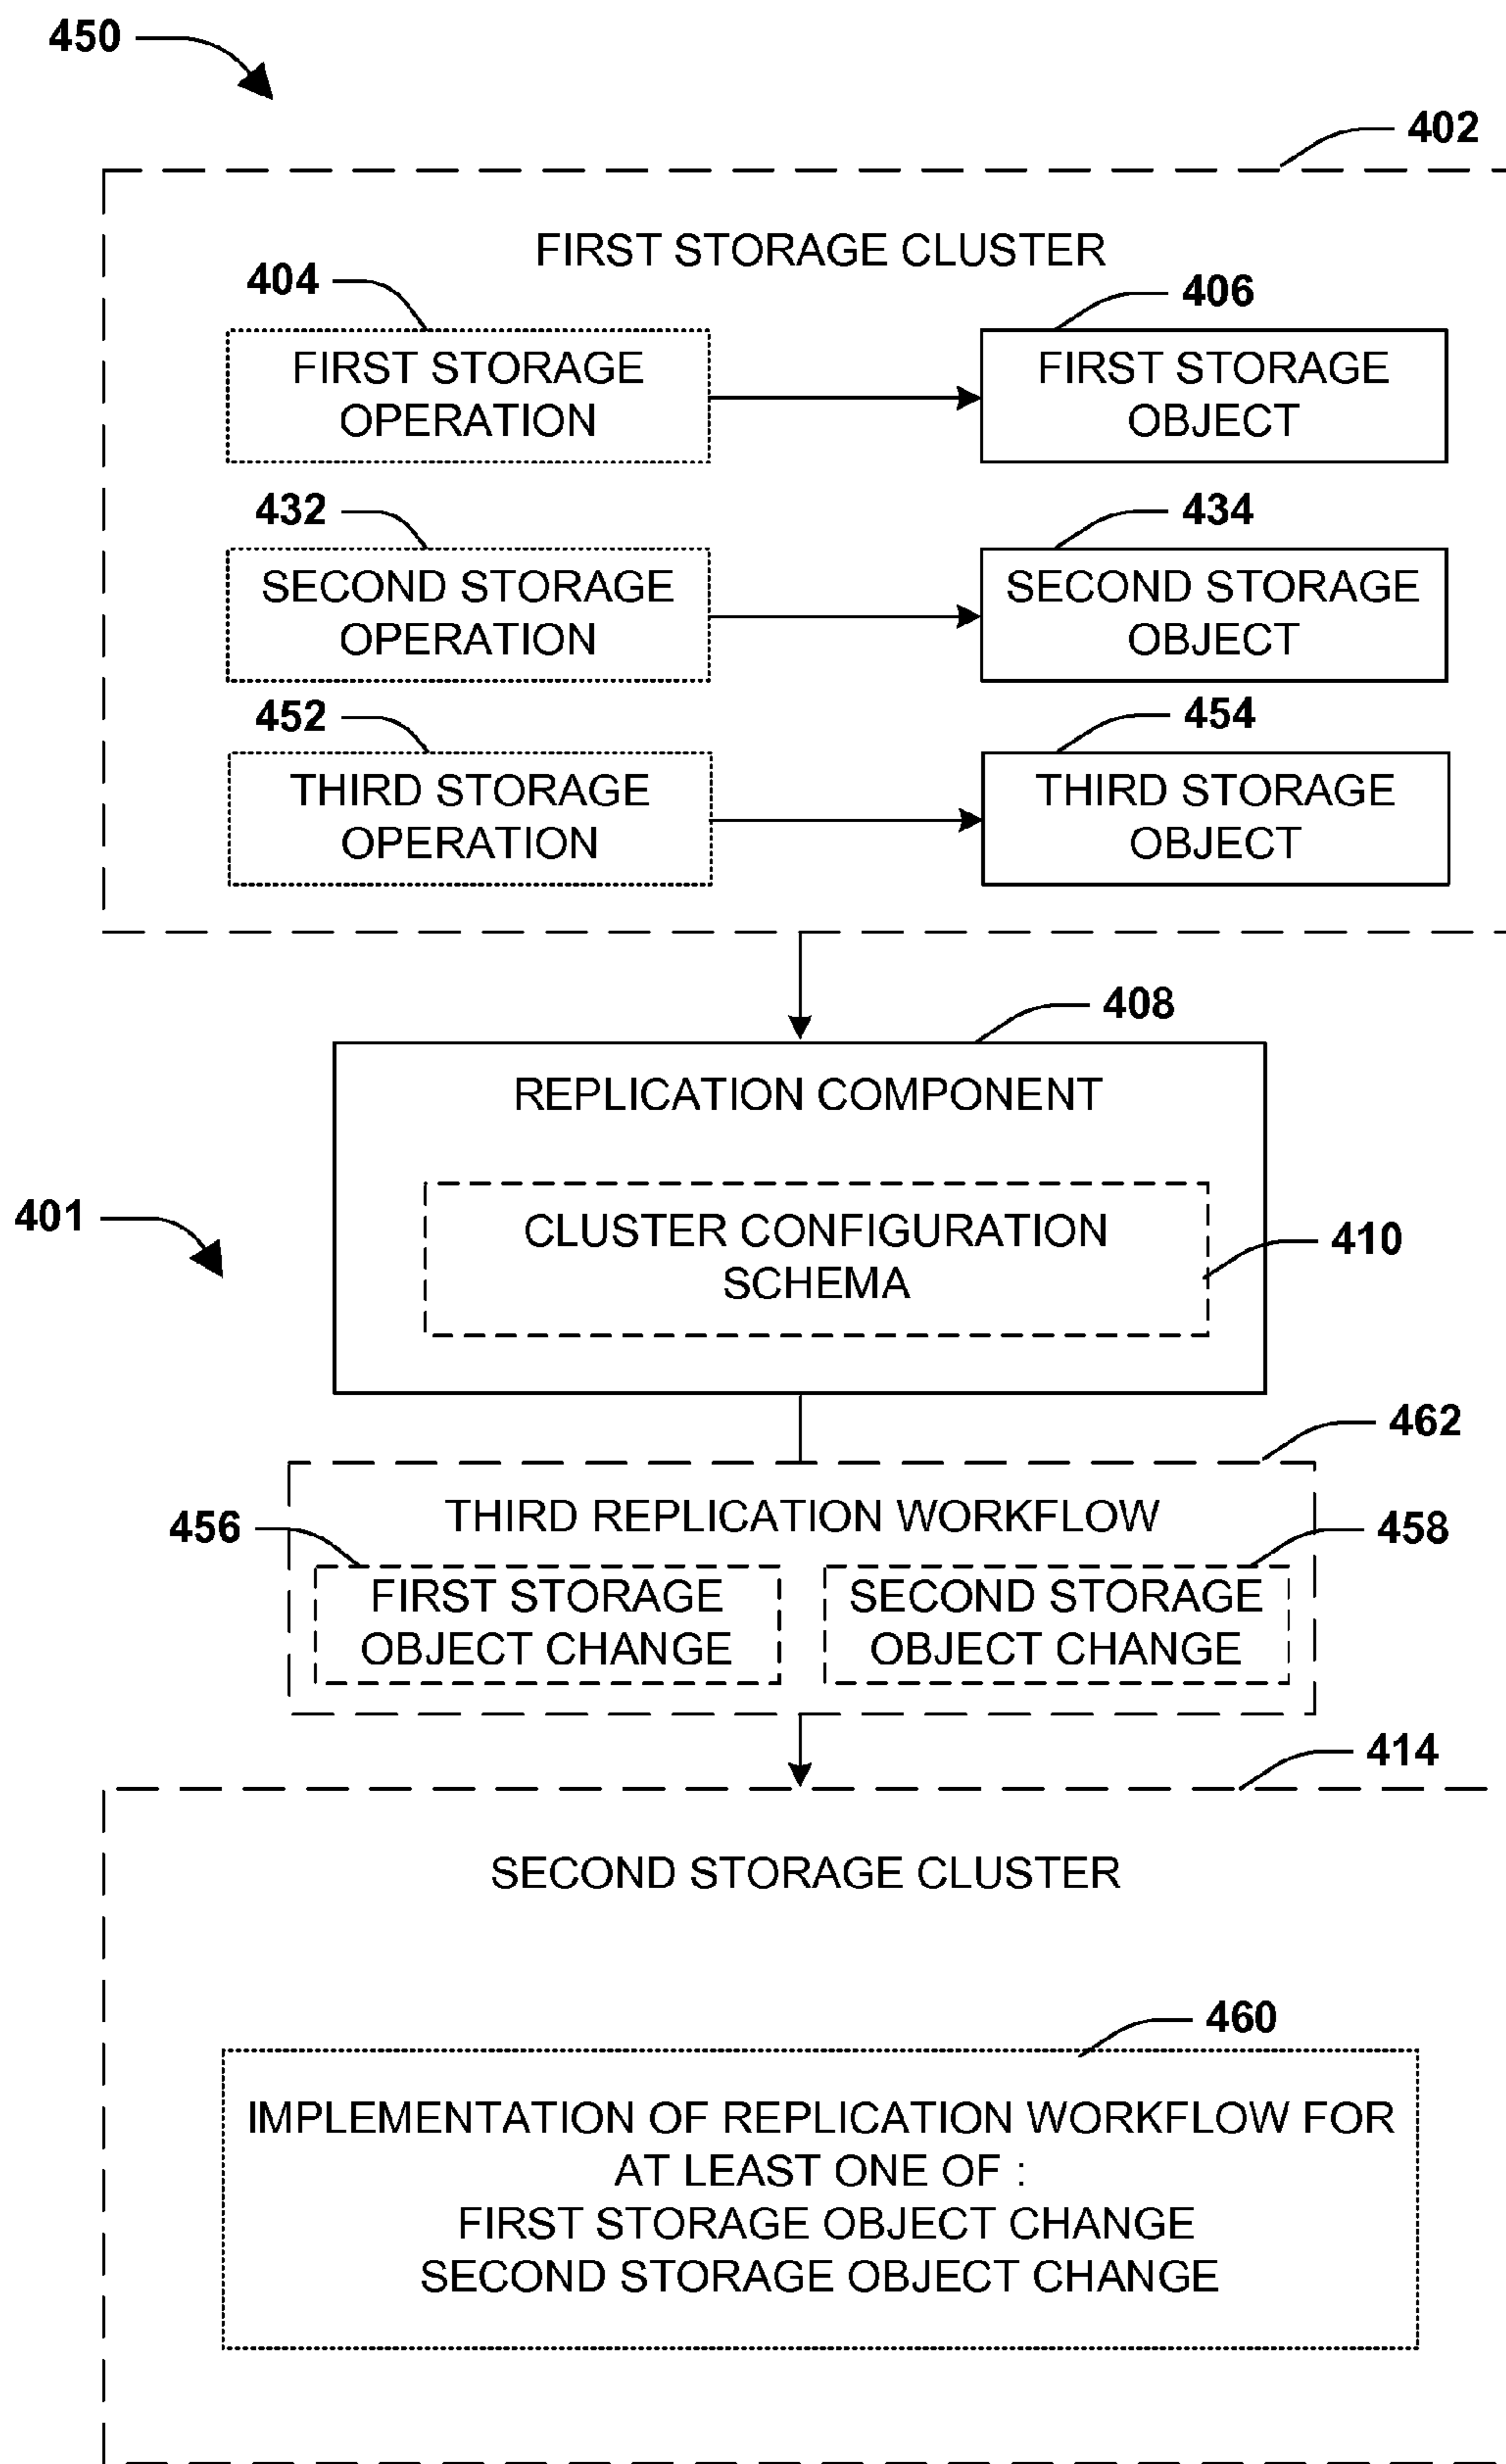 450
402
FIRST STORAGE CLUSTER
404
406
FIRST STORAGE
OPERATION
FIRST STORAGE
OBJECT
432
434
SECOND STORAGE
OPERATION
SECOND STORAGE
OBJECT
452
454
THIRD STORAGE
OPERATION
THIRD STORAGE
OBJECT
408
REPLICATION COMPONENT
401
CLUSTER CONFIGURATION
SCHEMA
410
462
THIRD REPLICATION WORKFLOW
456
458
FIRST STORAGE
OBJECT CHANGE
SECOND STORAGE
OBJECT CHANGE
414
SECOND STORAGE CLUSTER
460
IMPLEMENTATION OF REPLICATION WORKFLOW FOR
AT LEAST ONE OF :
FIRST STORAGE OBJECT CHANGE
SECOND STORAGE OBJECT CHANGE